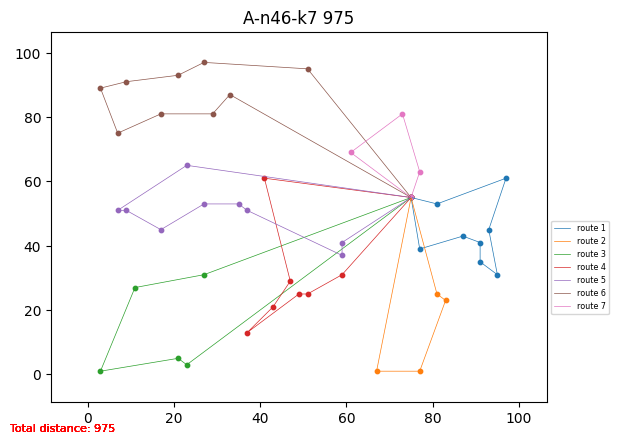 A-n46-k7 975
100
80
60
40
20
0
0 20 40 60 80 100
route 1
route 2
route 3
route 4
route 5
route 6
route 7
Total distance: 975